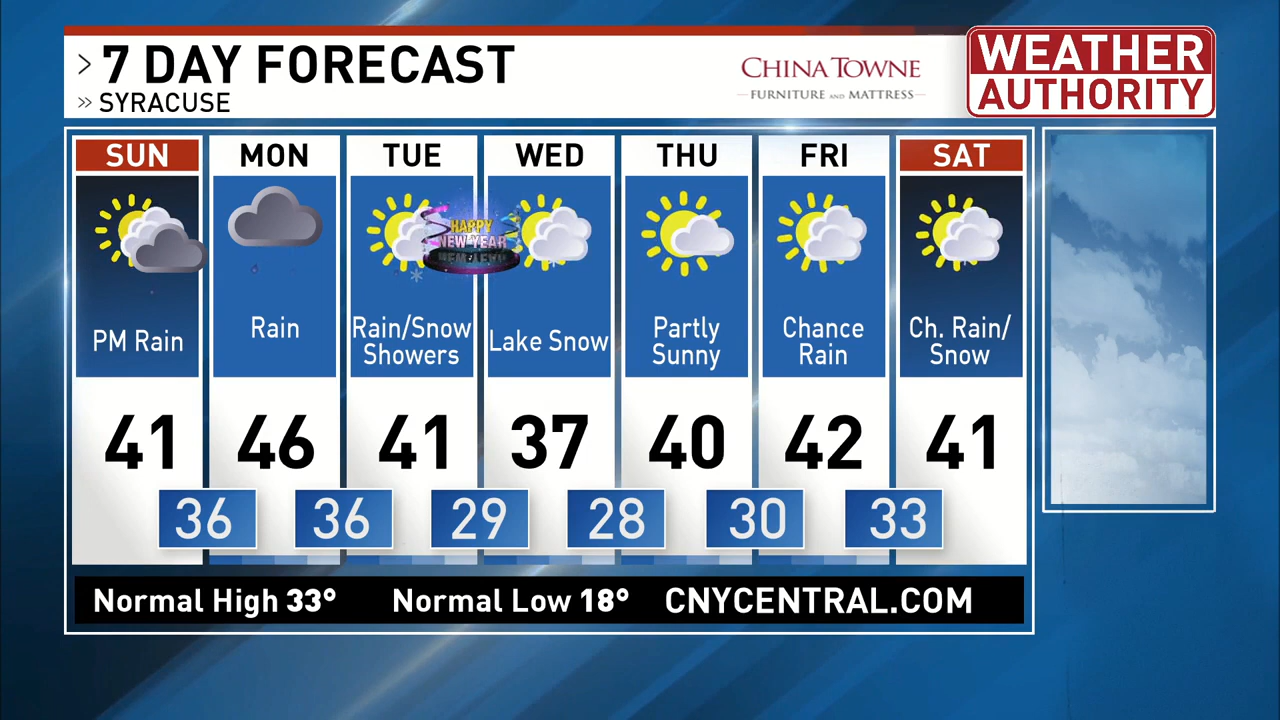 > 7 DAY FORECAST
» SYRACUSE
CHINA TOWNE
FURNITURE AND MATTRESS
WEATHER
AUTHORITY
SUN MON TUE WED THU FRI SAT
HAPPY
NEW YEAR
PM Rain
Rain
Rain/Snow
Showers
Lake Snow
Partly
Sunny
Chance
Rain
Ch. Rain/
Snow
41 46 41 37 40 42 41
36 36 29 28 30 33
Normal High 33° Normal Low 18° CNYCENTRAL.COM